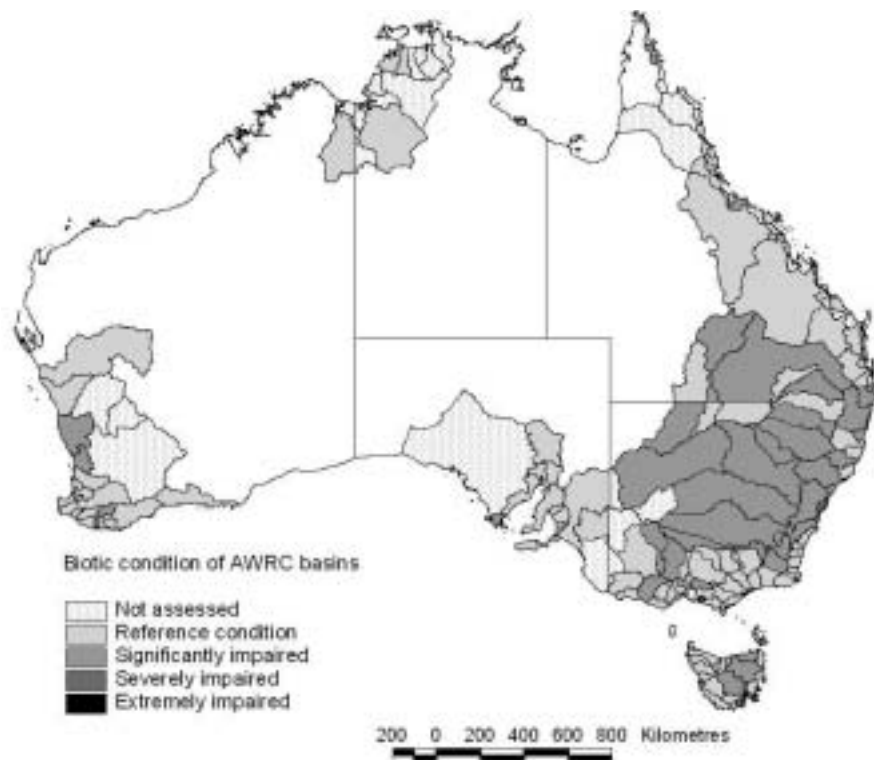 Biotic condition of AWRC basins
Not assessed
Reference condition
Significantly impaired
Severely impaired
Extremely impaired
200 0 200 400 600 800 Kilometres